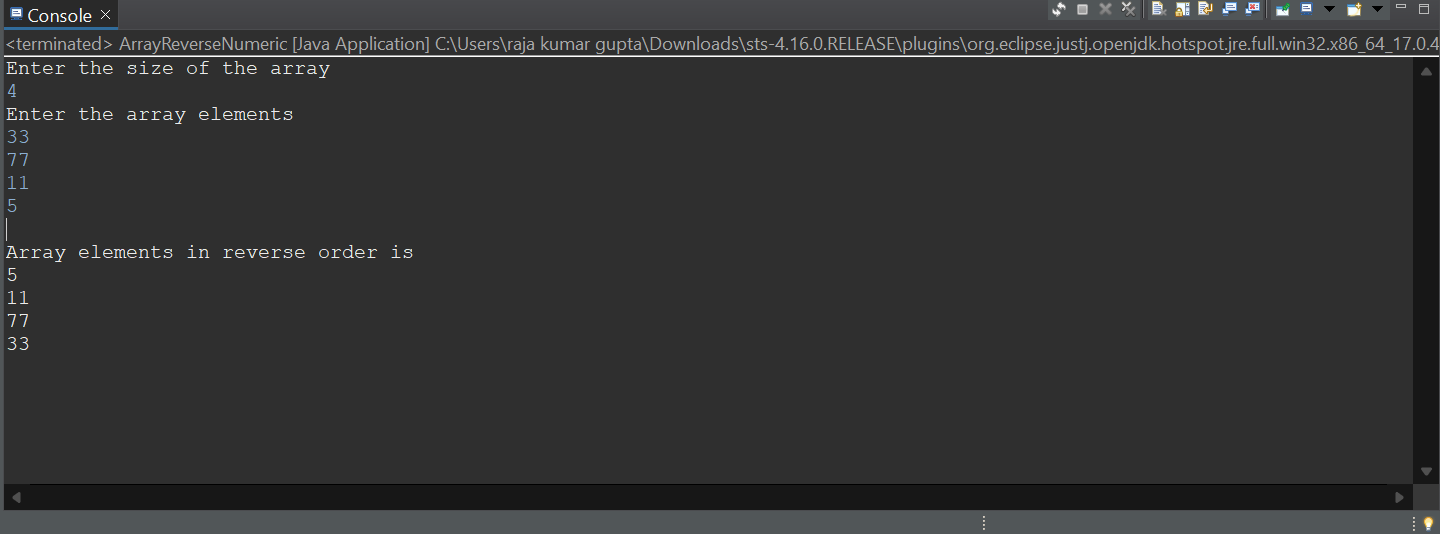 Console
<terminated> ArrayReverseNumeric [Java Application] C:\Users\raja kumar gupta\Downloads\sts-4.16.0.RELEASE\plugins\org.eclipse.justj.openjdk.hotspot.jre.full.win32.x86_64_17.0.4
Enter the size of the array
4
Enter the array elements
33
77
11
5
Array elements in reverse order is
5
11
77
33